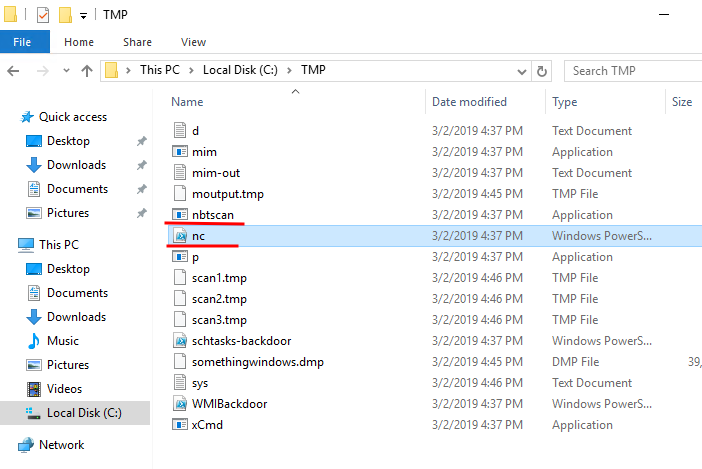 TMP
File Home Share View
This PC Local Disk (C:) TMP Search TMP
Name Date modified Type Size
Quick access
Desktop
Downloads
Documents
Pictures
This PC
Desktop
Documents
Downloads
Music
Pictures
Videos
Local Disk (C:)
Network
d 3/2/2019 4:37 PM Text Document
mim 3/2/2019 4:37 PM Application
mim-out 3/2/2019 4:37 PM Text Document
moutput.tmp 3/2/2019 4:45 PM TMP File
nbtscan 3/2/2019 4:37 PM Application
nc 3/2/2019 4:37 PM Windows PowerS...
p 3/2/2019 4:37 PM Application
scan1.tmp 3/2/2019 4:46 PM TMP File
scan2.tmp 3/2/2019 4:46 PM TMP File
scan3.tmp 3/2/2019 4:46 PM TMP File
schtasks-backdoor 3/2/2019 4:37 PM Windows PowerS...
somethingwindows.dmp 3/2/2019 4:45 PM DMP File 39,
sys 3/2/2019 4:46 PM Text Document
WMIBackdoor 3/2/2019 4:37 PM Windows PowerS...
xCmd 3/2/2019 4:37 PM Application